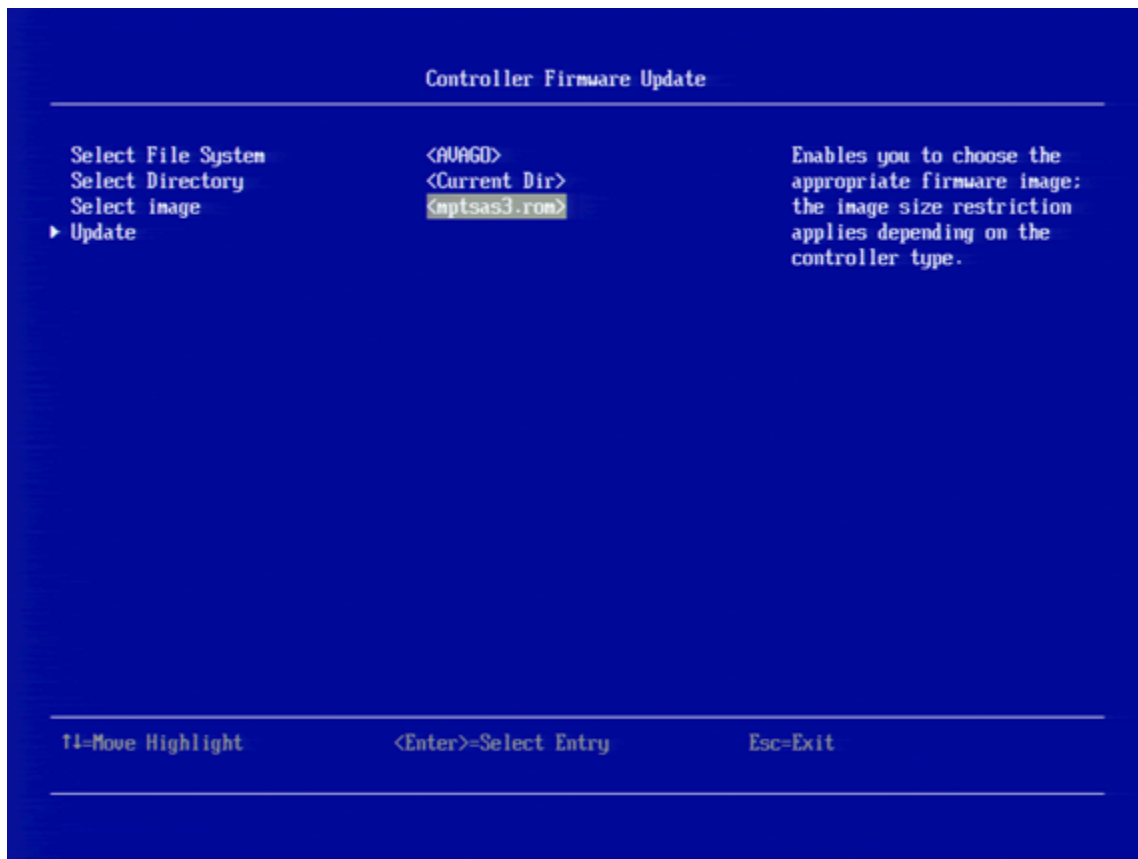 Controller Firmware Update
Select File System <AVAGO> Enables you to choose the
Select Directory <Current Dir> appropriate firmware image;
Select image <mptsas3.rom> the image size restriction
▶ Update applies depending on the
controller type.
↑↓=Move Highlight <Enter>=Select Entry Esc=Exit